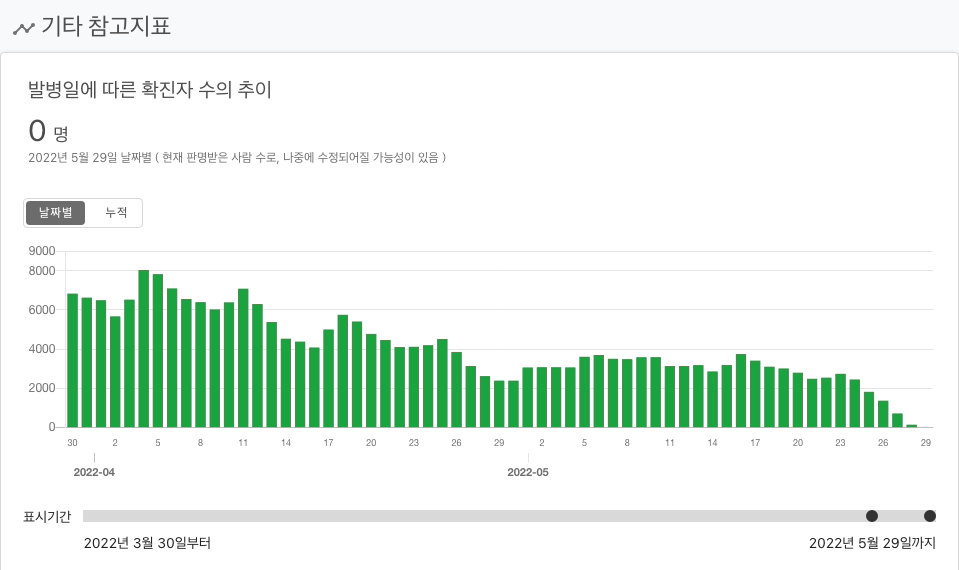 기타 참고지표
발병일에 따른 확진자 수의 추이
0 명
2022년 5월 29일 날짜별 ( 현재 판명받은 사람 수로, 나중에 수정되어질 가능성이 있음 )
날짜별 누적
9000
8000
6000
4000
2000
0
30 2 5 8 11 14 17 20 23 26 29 2 5 8 11 14 17 20 23 26 29
2022-04 2022-05
표시기간
2022년 3월 30일부터 2022년 5월 29일까지